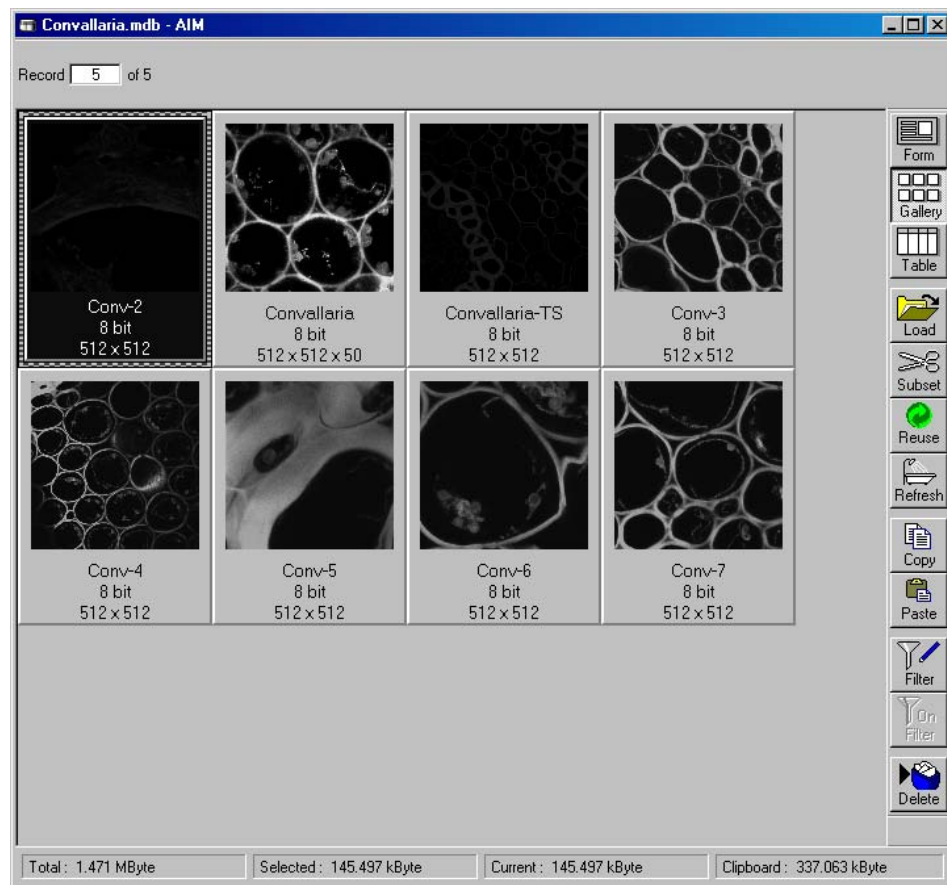 Convallaria.mdb - AIM
Record 5 of 5
Conv-2
8 bit
512 x 512
Convallaria
8 bit
512 x 512 x 50
Convallaria-TS
8 bit
512 x 512
Conv-3
8 bit
512 x 512
Conv-4
8 bit
512 x 512
Conv-5
8 bit
512 x 512
Conv-6
8 bit
512 x 512
Conv-7
8 bit
512 x 512
Form
Gallery
Table
Load
Subset
Reuse
Refresh
Copy
Paste
Filter
On
Filter
Delete
Total : 1.471 MByte
Selected : 145.497 kByte
Current : 145.497 kByte
Clipboard : 337.063 kByte